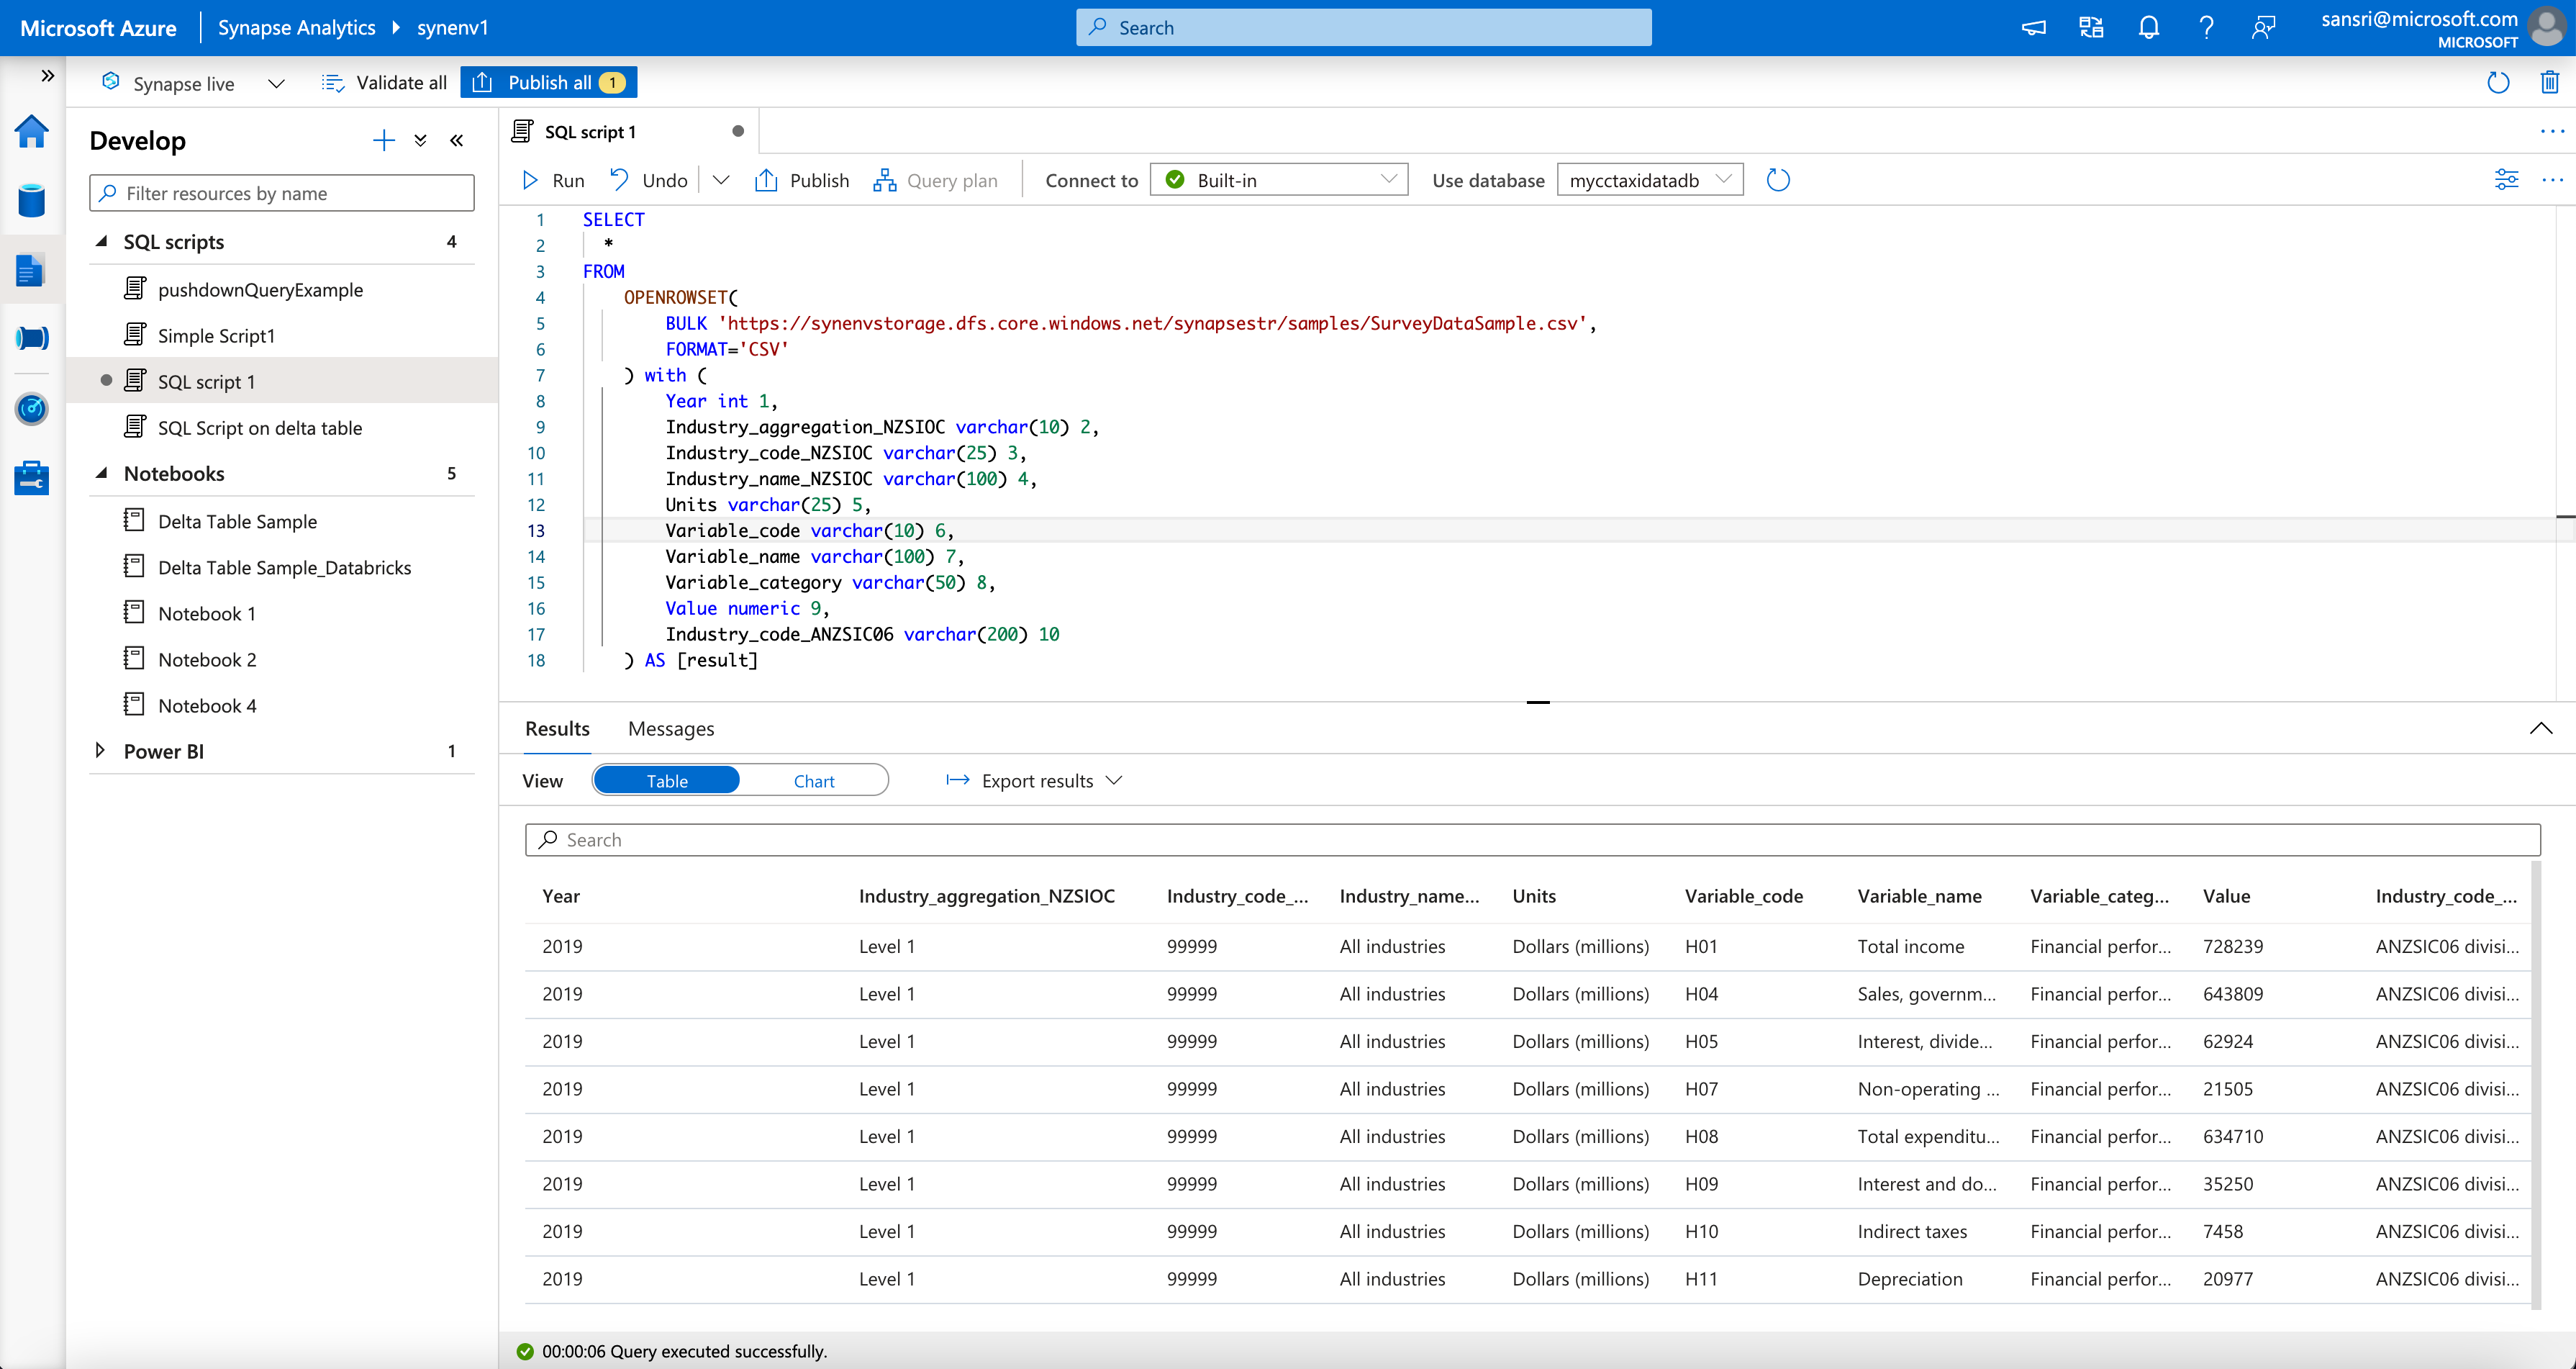 Microsoft Azure Synapse Analytics synenv1 Search sansri@microsoft.com
MICROSOFT
Synapse live Validate all Publish all 1
Develop
Filter resources by name
SQL scripts 4
pushdownQueryExample
Simple Script1
SQL script 1
SQL Script on delta table
Notebooks 5
Delta Table Sample
Delta Table Sample_Databricks
Notebook 1
Notebook 2
Notebook 4
Power BI 1
SQL script 1
Run Undo Publish Query plan Connect to Built-in Use database mycctaxidatadb
1 SELECT
2 *
3 FROM
4 OPENROWSET(
5 BULK 'https://synenvstorage.dfs.core.windows.net/synapsestr/samples/SurveyDataSample.csv',
6 FORMAT='CSV'
7 ) with (
8 Year int 1,
9 Industry_aggregation_NZSIOC varchar(10) 2,
10 Industry_code_NZSIOC varchar(25) 3,
11 Industry_name_NZSIOC varchar(100) 4,
12 Units varchar(25) 5,
13 Variable_code varchar(10) 6,
14 Variable_name varchar(100) 7,
15 Variable_category varchar(50) 8,
16 Value numeric 9,
17 Industry_code_ANZSIC06 varchar(200) 10
18 ) AS [result]
Results Messages
View Table Chart Export results
Search
Year Industry_aggregation_NZSIOC Industry_code_... Industry_name... Units Variable_code Variable_name Variable_categ... Value Industry_code_...
2019 Level 1 99999 All industries Dollars (millions) H01 Total income Financial perfor... 728239 ANZSIC06 divisi...
2019 Level 1 99999 All industries Dollars (millions) H04 Sales, governm... Financial perfor... 643809 ANZSIC06 divisi...
2019 Level 1 99999 All industries Dollars (millions) H05 Interest, divide... Financial perfor... 62924 ANZSIC06 divisi...
2019 Level 1 99999 All industries Dollars (millions) H07 Non-operating ... Financial perfor... 21505 ANZSIC06 divisi...
2019 Level 1 99999 All industries Dollars (millions) H08 Total expenditu... Financial perfor... 634710 ANZSIC06 divisi...
2019 Level 1 99999 All industries Dollars (millions) H09 Interest and do... Financial perfor... 35250 ANZSIC06 divisi...
2019 Level 1 99999 All industries Dollars (millions) H10 Indirect taxes Financial perfor... 7458 ANZSIC06 divisi...
2019 Level 1 99999 All industries Dollars (millions) H11 Depreciation Financial perfor... 20977 ANZSIC06 divisi...
00:00:06 Query executed successfully.